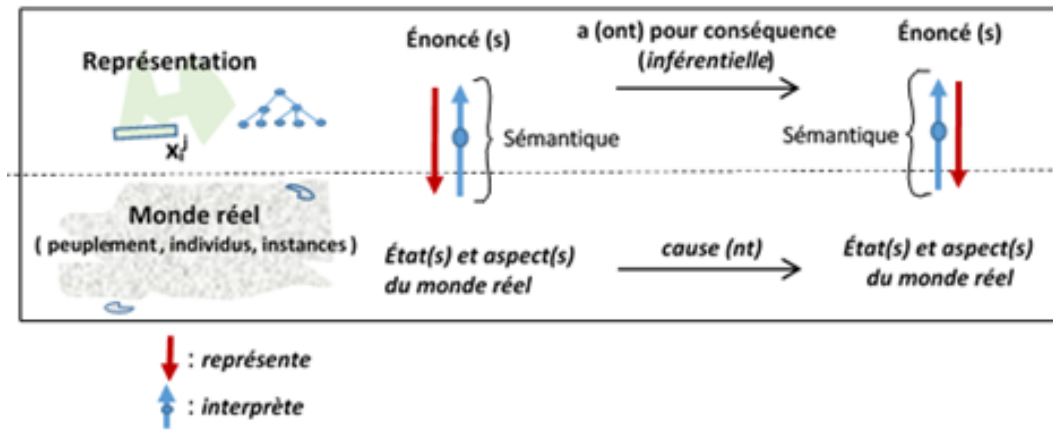 Représentation
x_i^j
Énoncé (s)
a (ont) pour conséquence
(inférentielle)
Énoncé (s)
Sémantique
Sémantique
Monde réel
( peuplement , individus, instances )
État(s) et aspect(s)
du monde réel
cause (nt)
État(s) et aspect(s)
du monde réel
: représente
: interprète